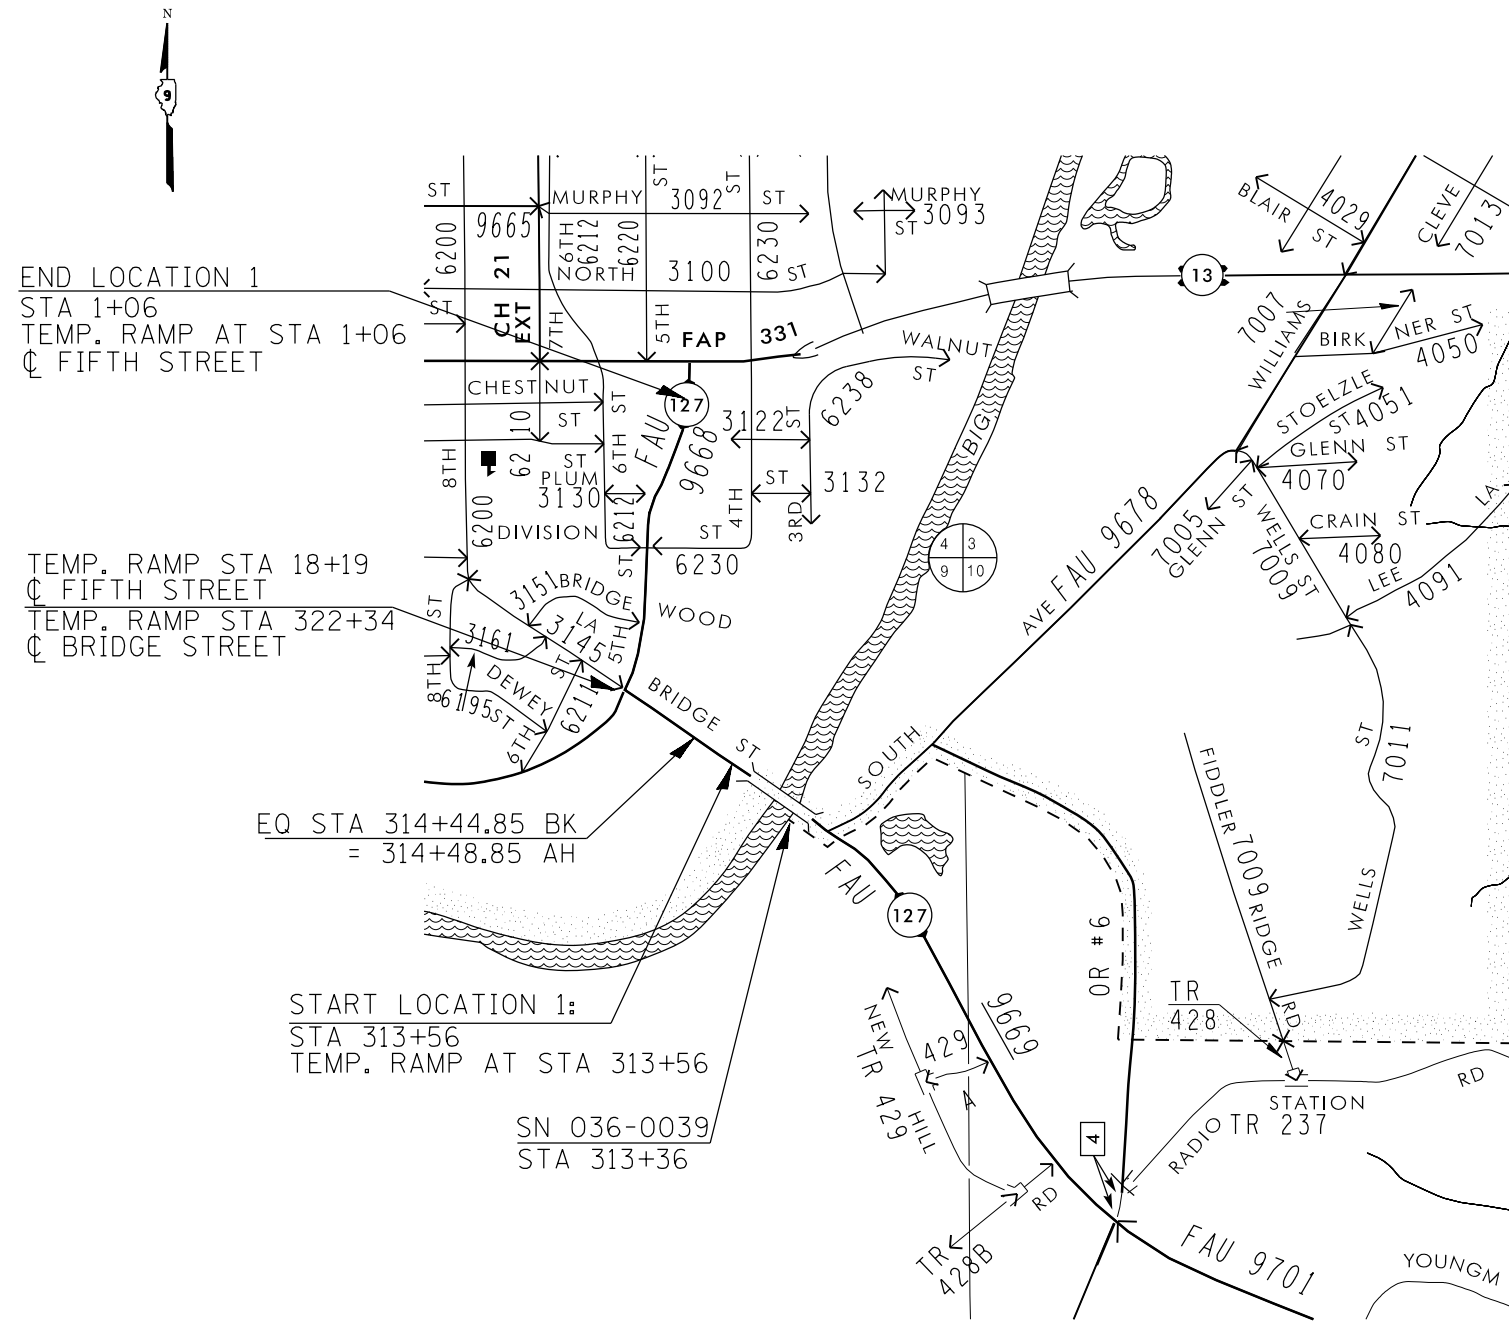 N
9
END LOCATION 1
STA 1+06
TEMP. RAMP AT STA 1+06
℄ FIFTH STREET
TEMP. RAMP STA 18+19
℄ FIFTH STREET
TEMP. RAMP STA 322+34
℄ BRIDGE STREET
EQ STA 314+44.85 BK
= 314+48.85 AH
START LOCATION 1:
STA 313+56
TEMP. RAMP AT STA 313+56
SN 036-0039
STA 313+36
ST
MURPHY 3092 ST
ST
ST
MURPHY
ST 3093
9665
6200
6TH
6212
6220
6230
CH 21
EXT
NORTH 3100 ST
ST
7TH
5TH
FAP 331
13
WALNUT
ST
6238
CHESTNUT
ST
62 10
127
FAU 9668
3122 ST
6TH ST
8TH
6200
ST
PLUM
3130
6212
4TH
ST 3132
3RD
DIVISION ST
6230
ST
4 3
9 10
3151 BRIDGE
LA
WOOD
ST
3161
3145
5TH
ST
8TH
DEWEY
6195 ST
6211
6TH
BRIDGE ST
BIG
BLAIR
ST
4029
CLEVE
7013
7007
WILLIAMS
BIRK
NER ST
4050
STOELZLE
ST 4051
GLENN ST
4070
7005
GLENN
ST
WELLS ST
7009
CRAIN ST
4080
LA
LEE
4091
SOUTH
AVE FAU 9678
ST
7011
WELLS
FIDDLER 7009 RIDGE
RD
FAU
127
9669
OR #6
TR
428
NEW
HILL
RD
TR 429
429
A
TR
428B
4
RADIO
STATION
RD
TR 237
FAU 9701
YOUNGM